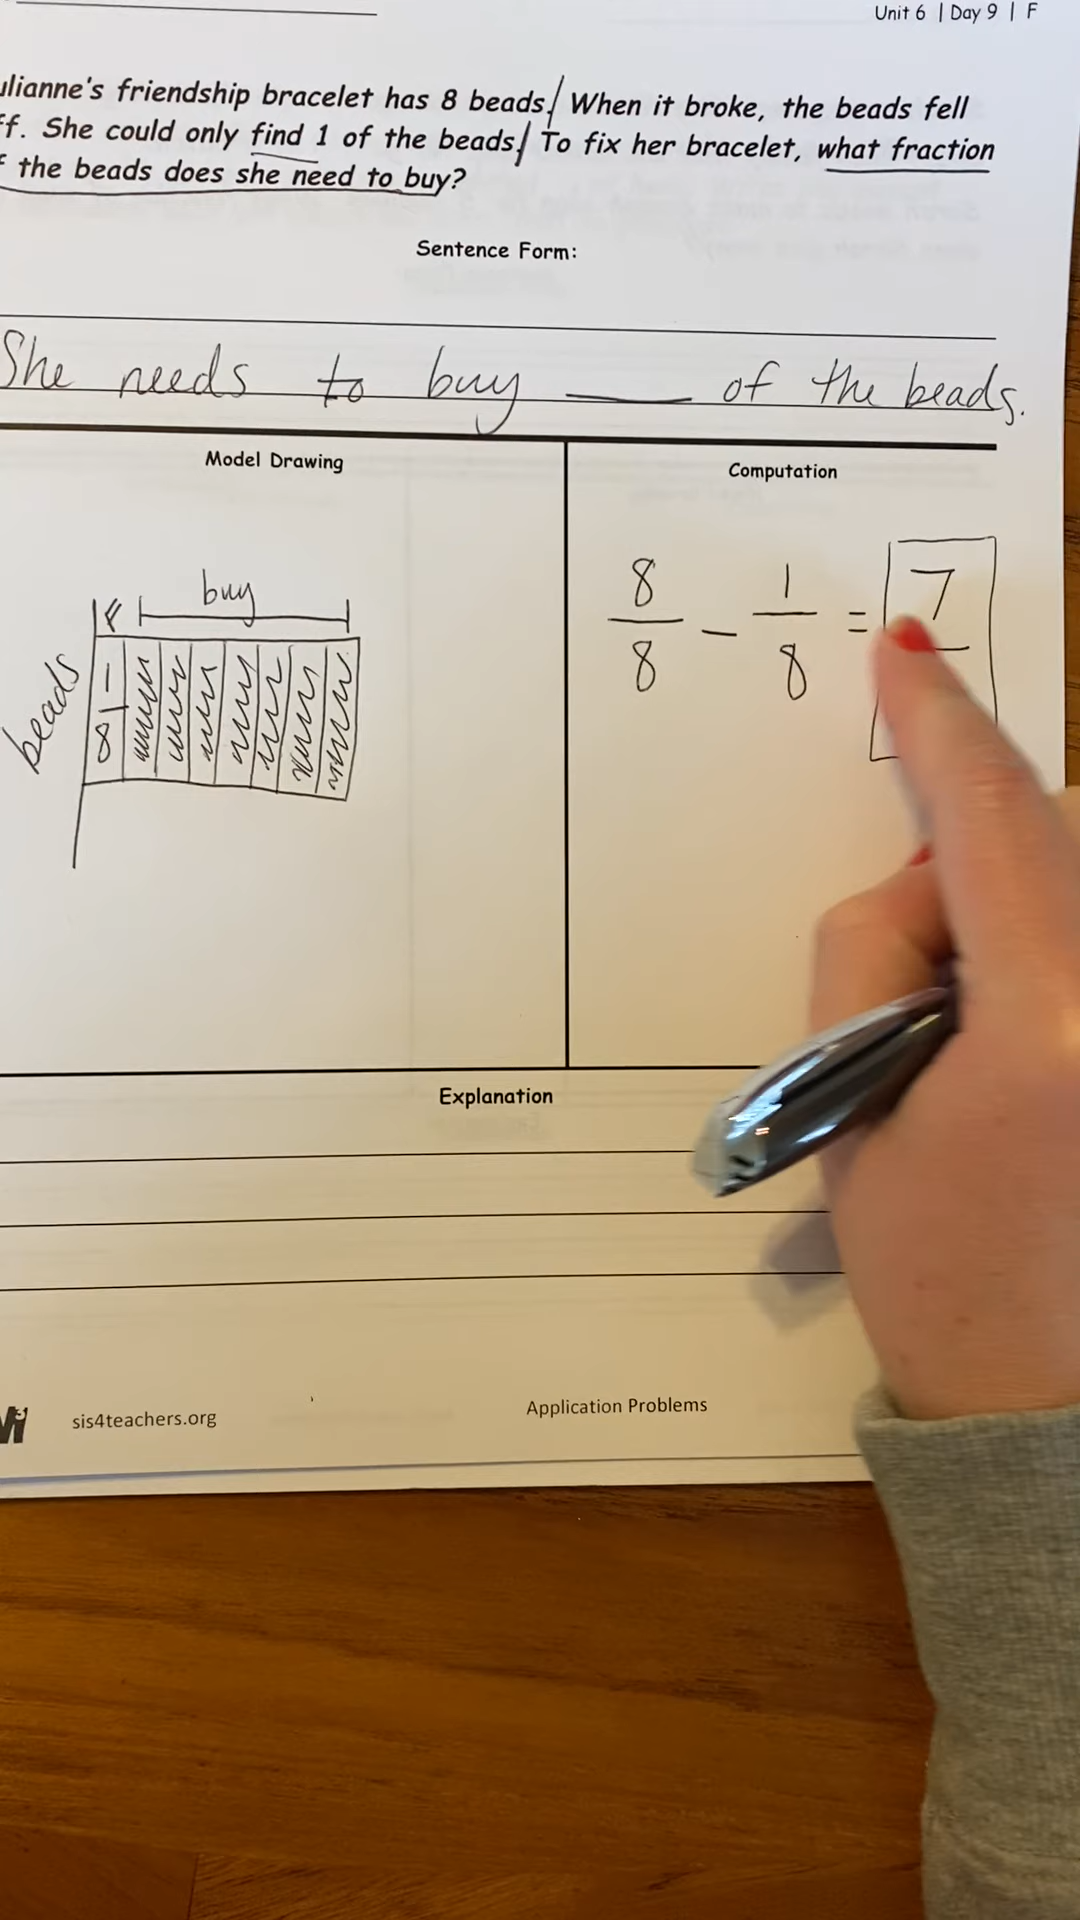 Unit 6 | Day 9 | F
ulianne's friendship bracelet has 8 beads. When it broke, the beads fell
ff. She could only find 1 of the beads. To fix her bracelet, what fraction
f the beads does she need to buy?
Sentence Form:
She needs to buy ____ of the beads.
Model Drawing
buy
beads
1/8
Computation
8/8 - 1/8 = 7
Explanation
sis4teachers.org
Application Problems